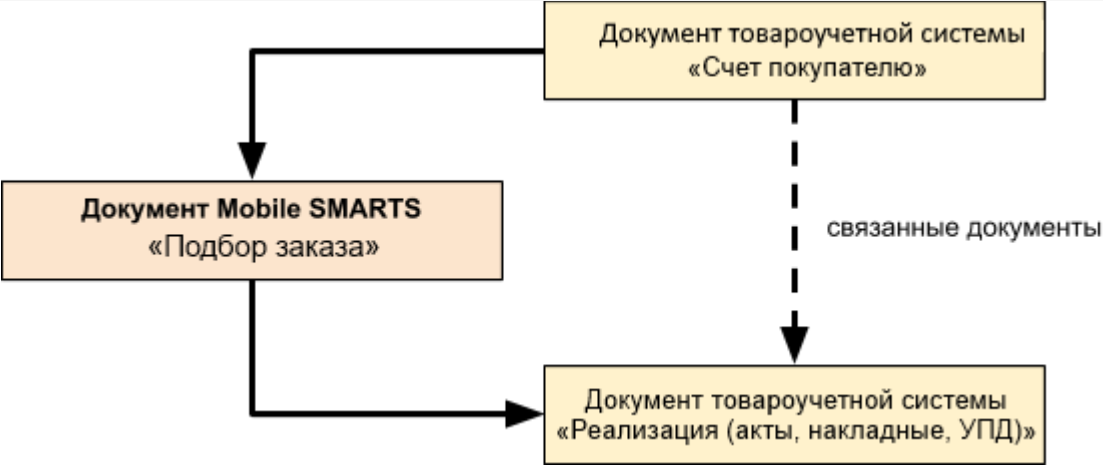 Документ товароучетной системы
«Счет покупателю»
Документ Mobile SMARTS
«Подбор заказа»
связанные документы
Документ товароучетной системы
«Реализация (акты, накладные, УПД)»